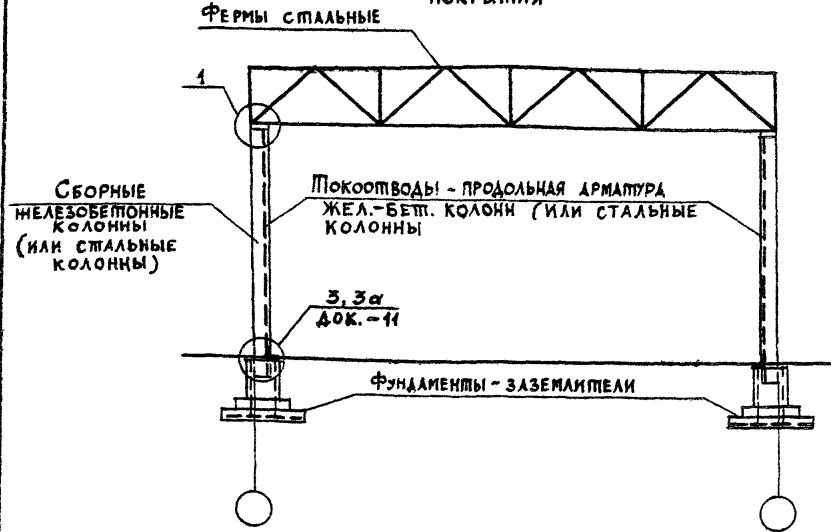 ПОКРЫТИЯ
ФЕРМЫ СТАЛЬНЫЕ
1
СБОРНЫЕ
ЖЕЛЕЗОБЕТОННЫЕ
КОЛОННЫ
(ИЛИ СТАЛЬНЫЕ
КОЛОННЫ)
ТОКООТВОДЫ - ПРОДОЛЬНАЯ АРМАТУРА
ЖЕЛ.-БЕТ. КОЛОНН (ИЛИ СТАЛЬНЫЕ
КОЛОННЫ
3, 3а
ДОК.-11
ФУНДАМЕНТЫ - ЗАЗЕМЛИТЕЛИ